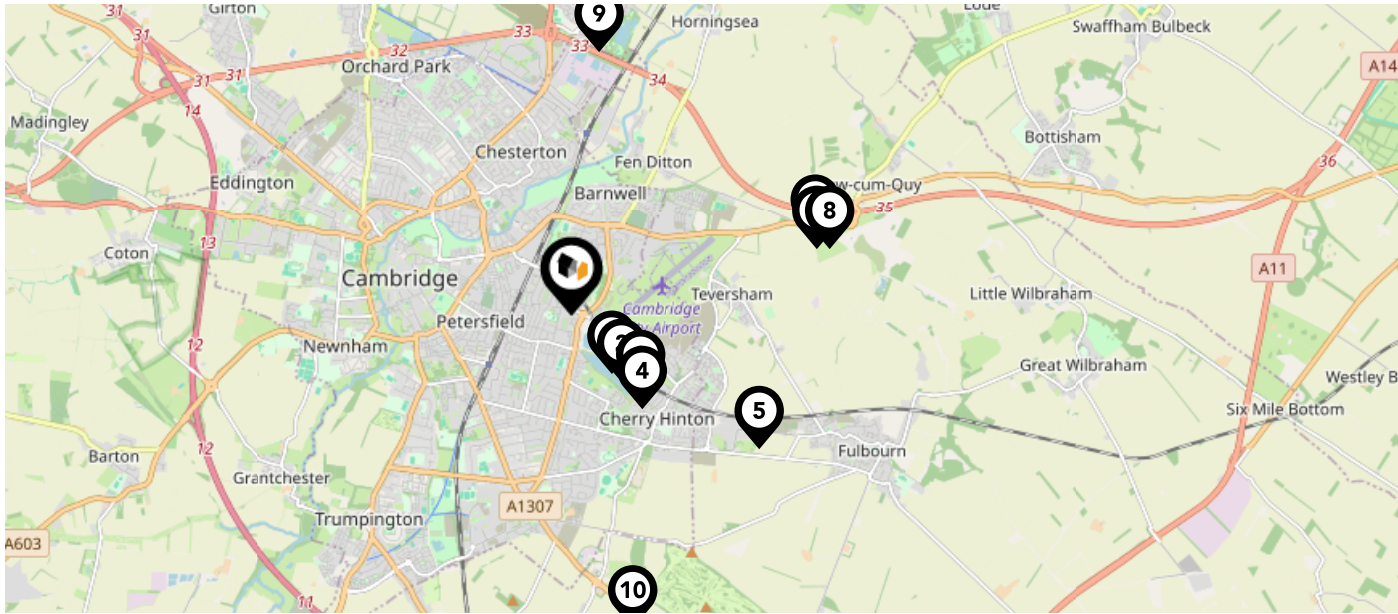 Girton
31
9
Horningsea
Lode
Swaffham Bulbeck
31
33
33
32
Orchard Park
31
31
34
A14
14
Madingley
Bottisham
Chesterton
Fen Ditton
36
Eddington
Barnwell
w-cum-Quy
8
35
13
Coton
Cambridge
A11
Teversham
Little Wilbraham
Cambridge
Airport
Petersfield
12
Newnham
4
Great Wilbraham
Westley B
5
Cherry Hinton
Six Mile Bottom
12
Barton
Fulbourn
Grantchester
A1307
Trumpington
A603
10
11